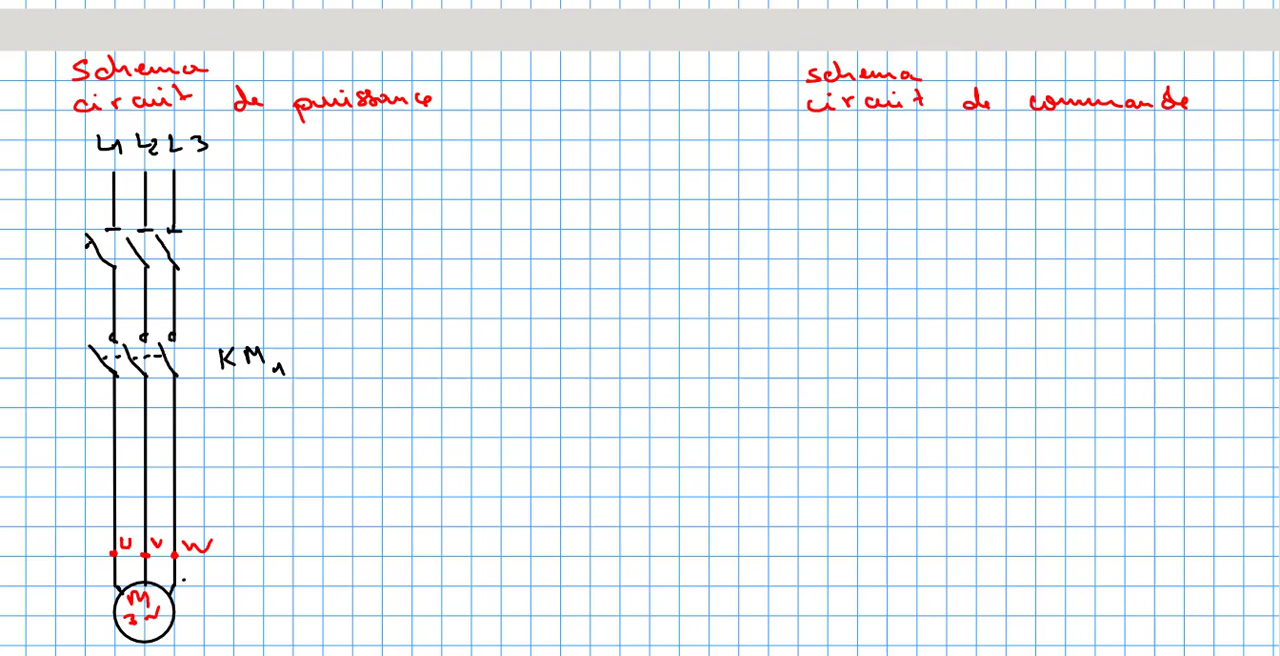 Schema
circuit de puissance
schema
circuit de commande
L1 L2 L3
KM1
U V W
M
3~